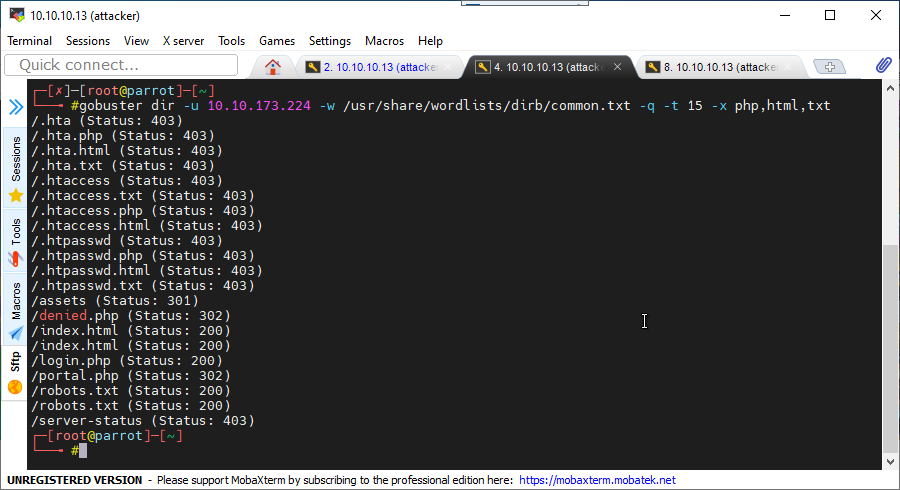 10.10.10.13 (attacker)
Terminal Sessions View X server Tools Games Settings Macros Help
Quick connect...
2. 10.10.10.13 (attacke
4. 10.10.10.13 (attack
8. 10.10.10.13 (attacke
Sessions
Tools
Macros
Sftp
┌─[✗]─[root@parrot]─[~]
└──╼ #gobuster dir -u 10.10.173.224 -w /usr/share/wordlists/dirb/common.txt -q -t 15 -x php,html,txt
/.hta (Status: 403)
/.hta.php (Status: 403)
/.hta.html (Status: 403)
/.hta.txt (Status: 403)
/.htaccess (Status: 403)
/.htaccess.txt (Status: 403)
/.htaccess.php (Status: 403)
/.htaccess.html (Status: 403)
/.htpasswd (Status: 403)
/.htpasswd.php (Status: 403)
/.htpasswd.html (Status: 403)
/.htpasswd.txt (Status: 403)
/assets (Status: 301)
/denied.php (Status: 302)
/index.html (Status: 200)
/index.html (Status: 200)
/login.php (Status: 200)
/portal.php (Status: 302)
/robots.txt (Status: 200)
/robots.txt (Status: 200)
/server-status (Status: 403)
┌─[root@parrot]─[~]
└──╼ #
UNREGISTERED VERSION - Please support MobaXterm by subscribing to the professional edition here: https://mobaxterm.mobatek.net